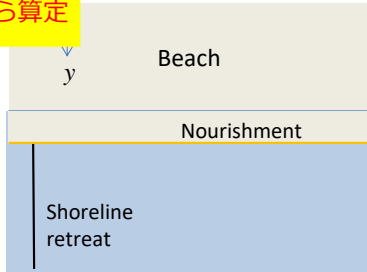 ら算定
y
Beach
Nourishment
Shoreline
retreat